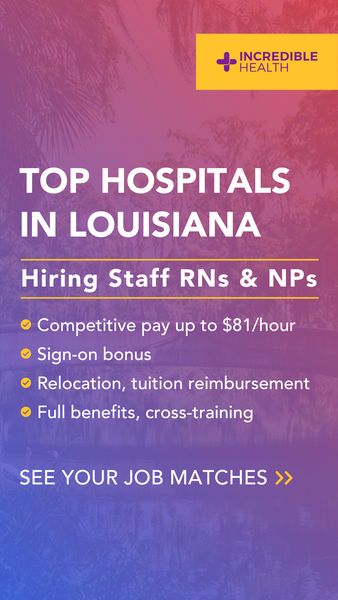 INCREDIBLE
HEALTH
TOP HOSPITALS
IN LOUISIANA
Hiring Staff RNs & NPs
Competitive pay up to $81/hour
Sign-on bonus
Relocation, tuition reimbursement
Full benefits, cross-training
SEE YOUR JOB MATCHES >>